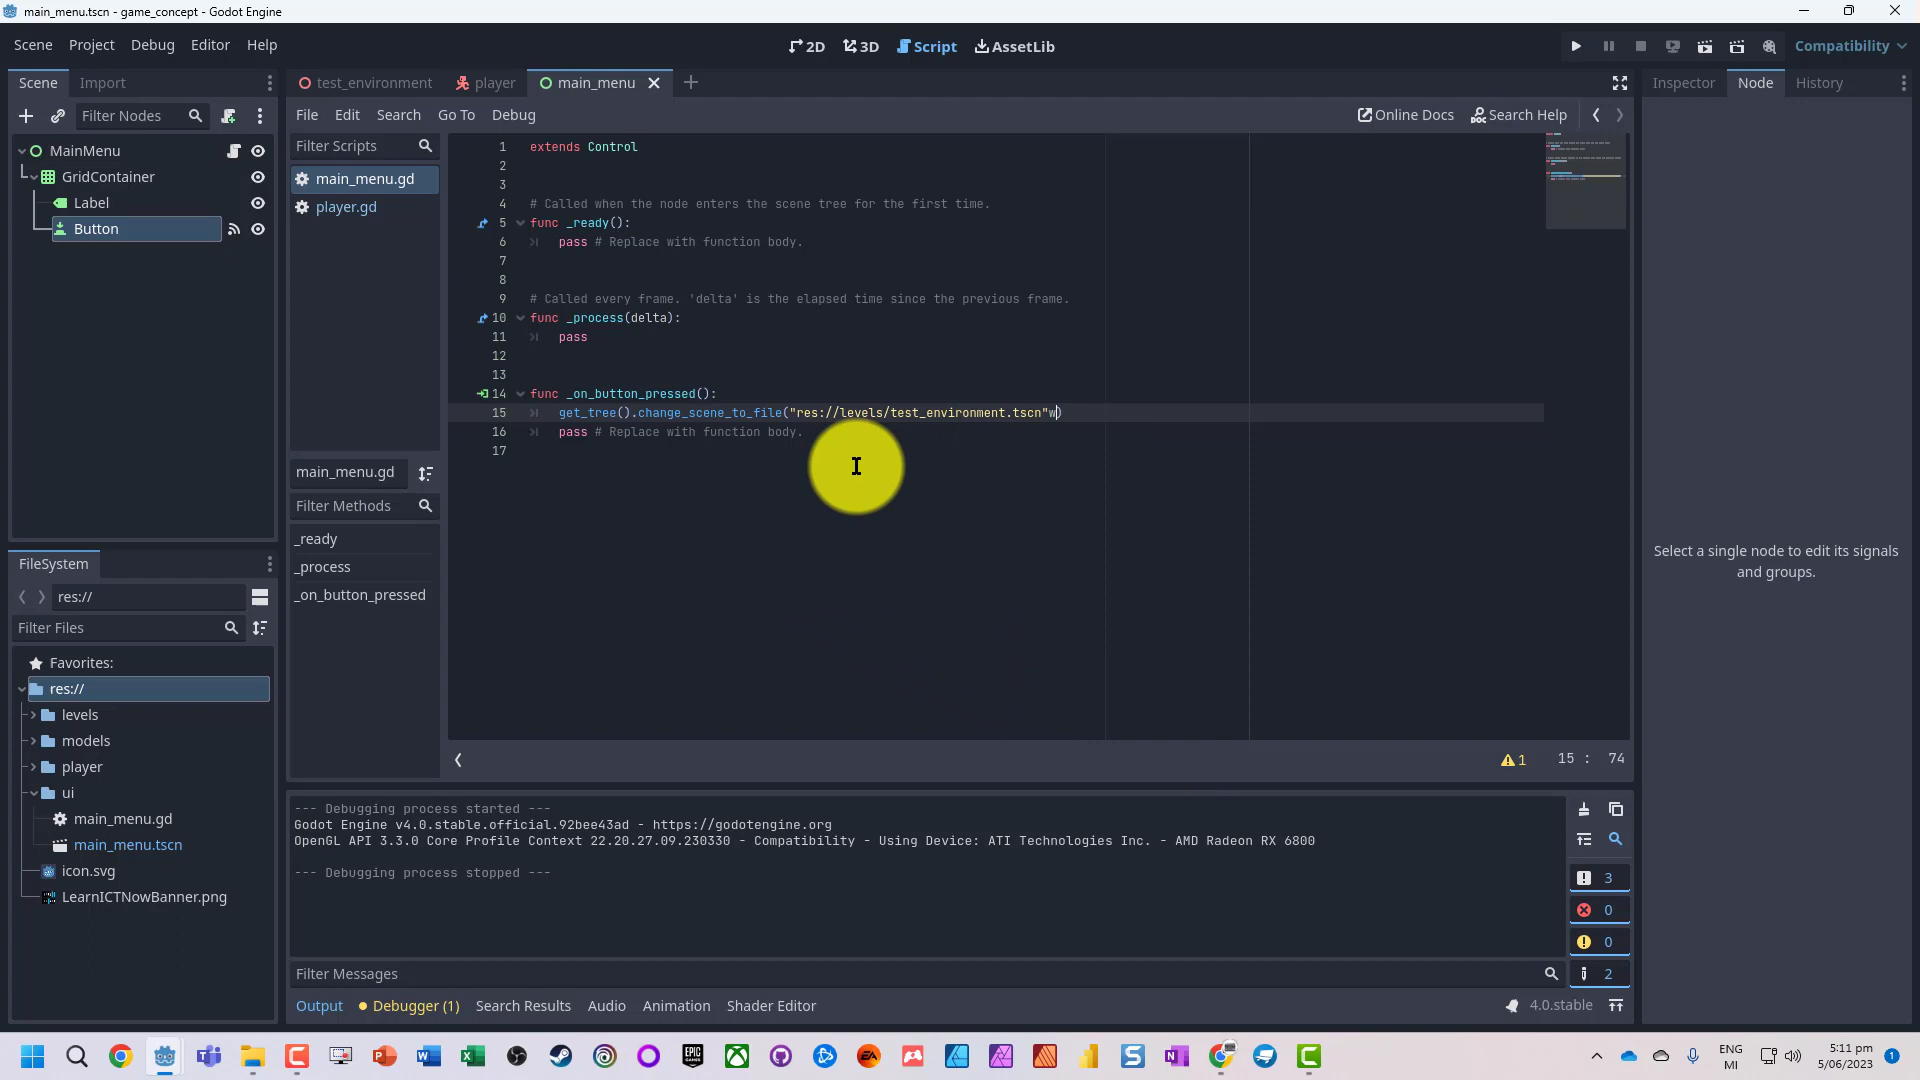 main_menu.tscn - game_concept - Godot Engine
Scene Project Debug Editor Help
2D 3D Script AssetLib
Compatibility
Scene Import
test_environment player main_menu
Inspector Node History
Filter Nodes
File Edit Search Go To Debug
Online Docs Search Help
MainMenu
GridContainer
Label
Button
Filter Scripts
main_menu.gd
player.gd
1 extends Control
2
3
4 # Called when the node enters the scene tree for the first time.
5 func _ready():
6 pass # Replace with function body.
7
8
9 # Called every frame. 'delta' is the elapsed time since the previous frame.
10 func _process(delta):
11 pass
12
13
14 func _on_button_pressed():
15 get_tree().change_scene_to_file("res://levels/test_environment.tscn"w)
16 pass # Replace with function body.
17
main_menu.gd
Filter Methods
_ready
_process
_on_button_pressed
1 15 : 74
Select a single node to edit its signals
and groups.
FileSystem
res://
Filter Files
Favorites:
res://
levels
models
player
ui
main_menu.gd
main_menu.tscn
icon.svg
LearnICTNowBanner.png
--- Debugging process started ---
Godot Engine v4.0.stable.official.92bee43ad - https://godotengine.org
OpenGL API 3.3.0 Core Profile Context 22.20.27.09.230330 - Compatibility - Using Device: ATI Technologies Inc. - AMD Radeon RX 6800
--- Debugging process stopped ---
3
0
0
2
Filter Messages
Output Debugger (1) Search Results Audio Animation Shader Editor
4.0.stable
ENG
MI
5:11 pm
5/06/2023
1